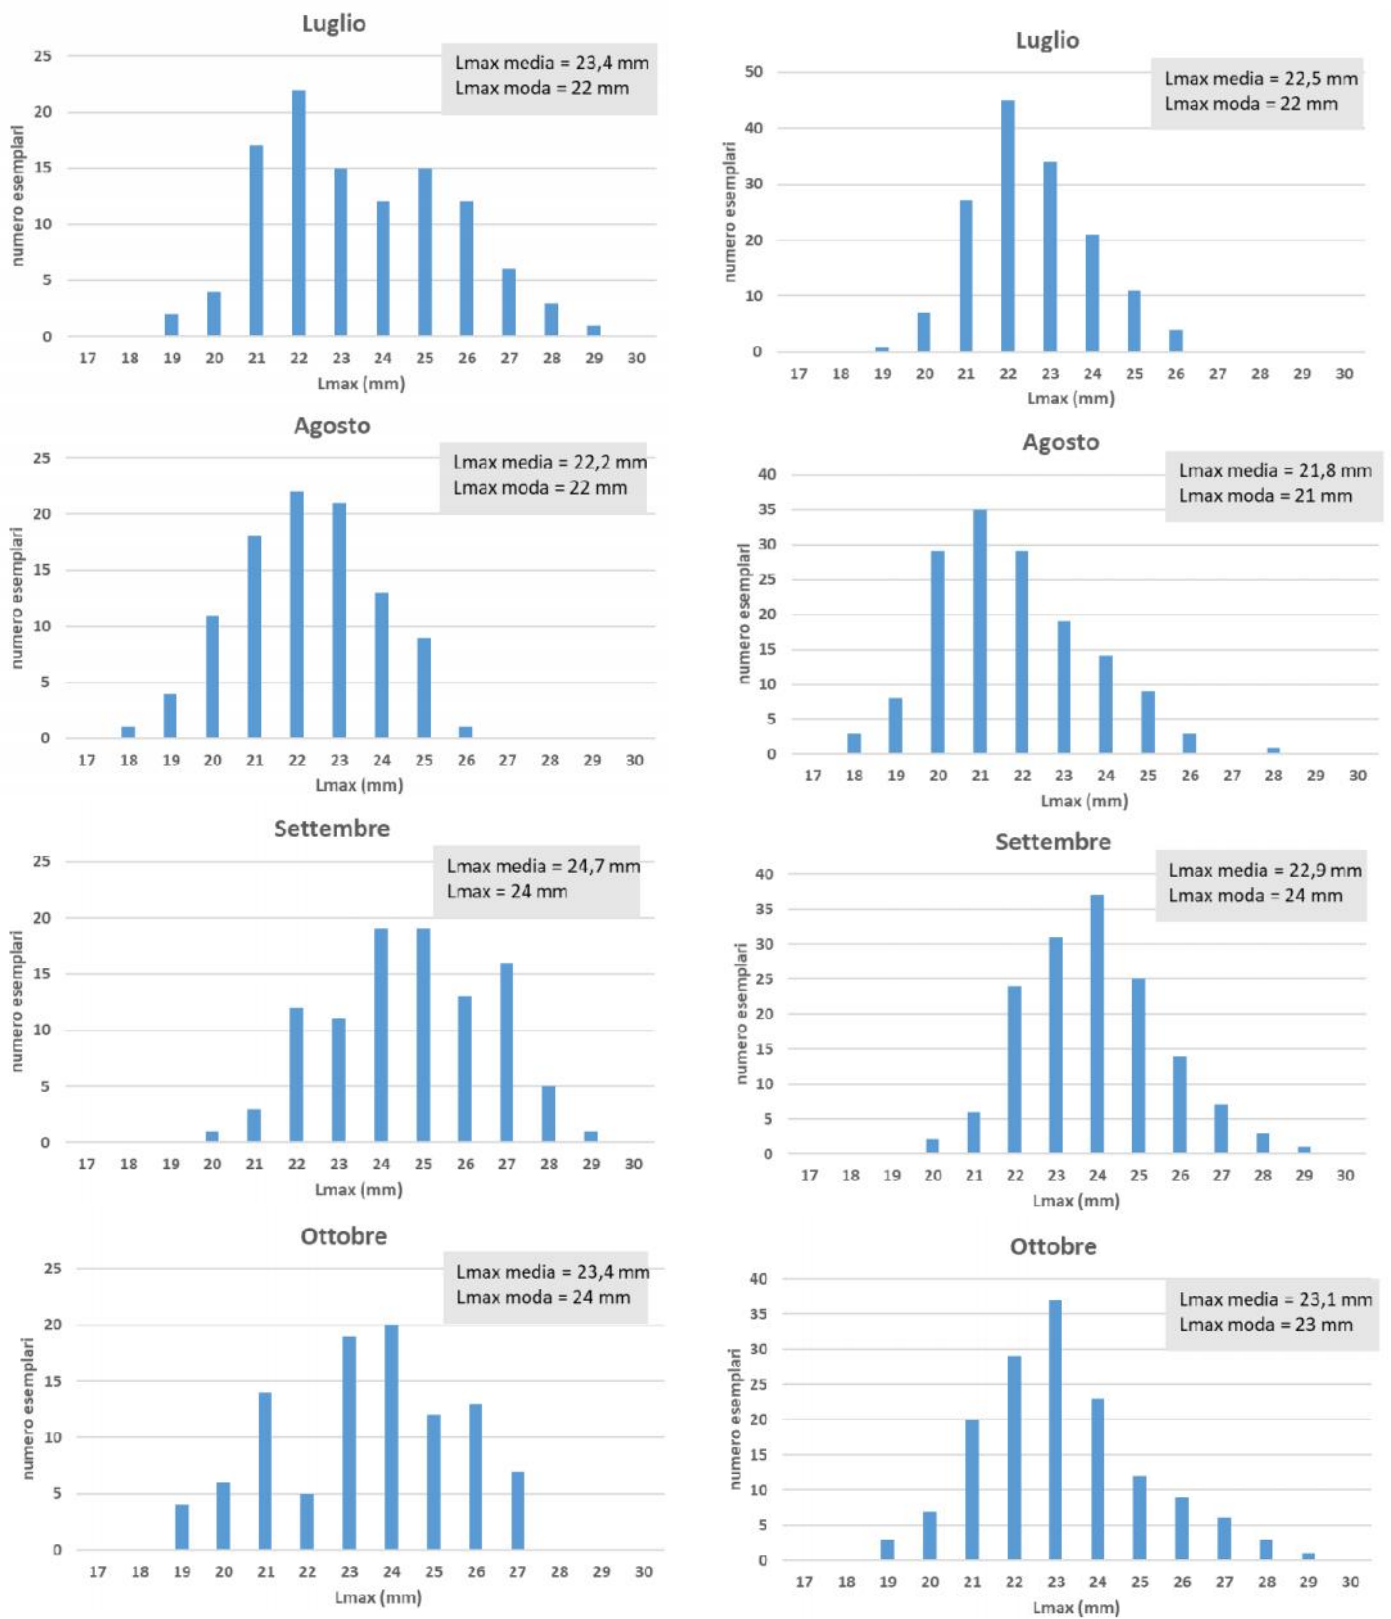 Luglio
25
20
15
10
5
0
numero esemplari
Lmax media = 23,4 mm
Lmax moda = 22 mm
17 18 19 20 21 22 23 24 25 26 27 28 29 30
Lmax (mm)
Luglio
50
40
30
20
10
0
numero esemplari
Lmax media = 22,5 mm
Lmax moda = 22 mm
17 18 19 20 21 22 23 24 25 26 27 28 29 30
Lmax (mm)
Agosto
25
20
15
10
5
0
numero esemplari
Lmax media = 22,2 mm
Lmax moda = 22 mm
17 18 19 20 21 22 23 24 25 26 27 28 29 30
Lmax (mm)
Agosto
40
35
30
25
20
15
10
5
0
numero esemplari
Lmax media = 21,8 mm
Lmax moda = 21 mm
17 18 19 20 21 22 23 24 25 26 27 28 29 30
Lmax (mm)
Settembre
25
20
15
10
5
0
numero esemplari
Lmax media = 24,7 mm
Lmax = 24 mm
17 18 19 20 21 22 23 24 25 26 27 28 29 30
Lmax (mm)
Settembre
40
35
30
25
20
15
10
5
0
numero esemplari
Lmax media = 22,9 mm
Lmax moda = 24 mm
17 18 19 20 21 22 23 24 25 26 27 28 29 30
Lmax (mm)
Ottobre
25
20
15
10
5
0
numero esemplari
Lmax media = 23,4 mm
Lmax moda = 24 mm
17 18 19 20 21 22 23 24 25 26 27 28 29 30
Lmax (mm)
Ottobre
40
35
30
25
20
15
10
5
0
numero esemplari
Lmax media = 23,1 mm
Lmax moda = 23 mm
17 18 19 20 21 22 23 24 25 26 27 28 29 30
Lmax (mm)